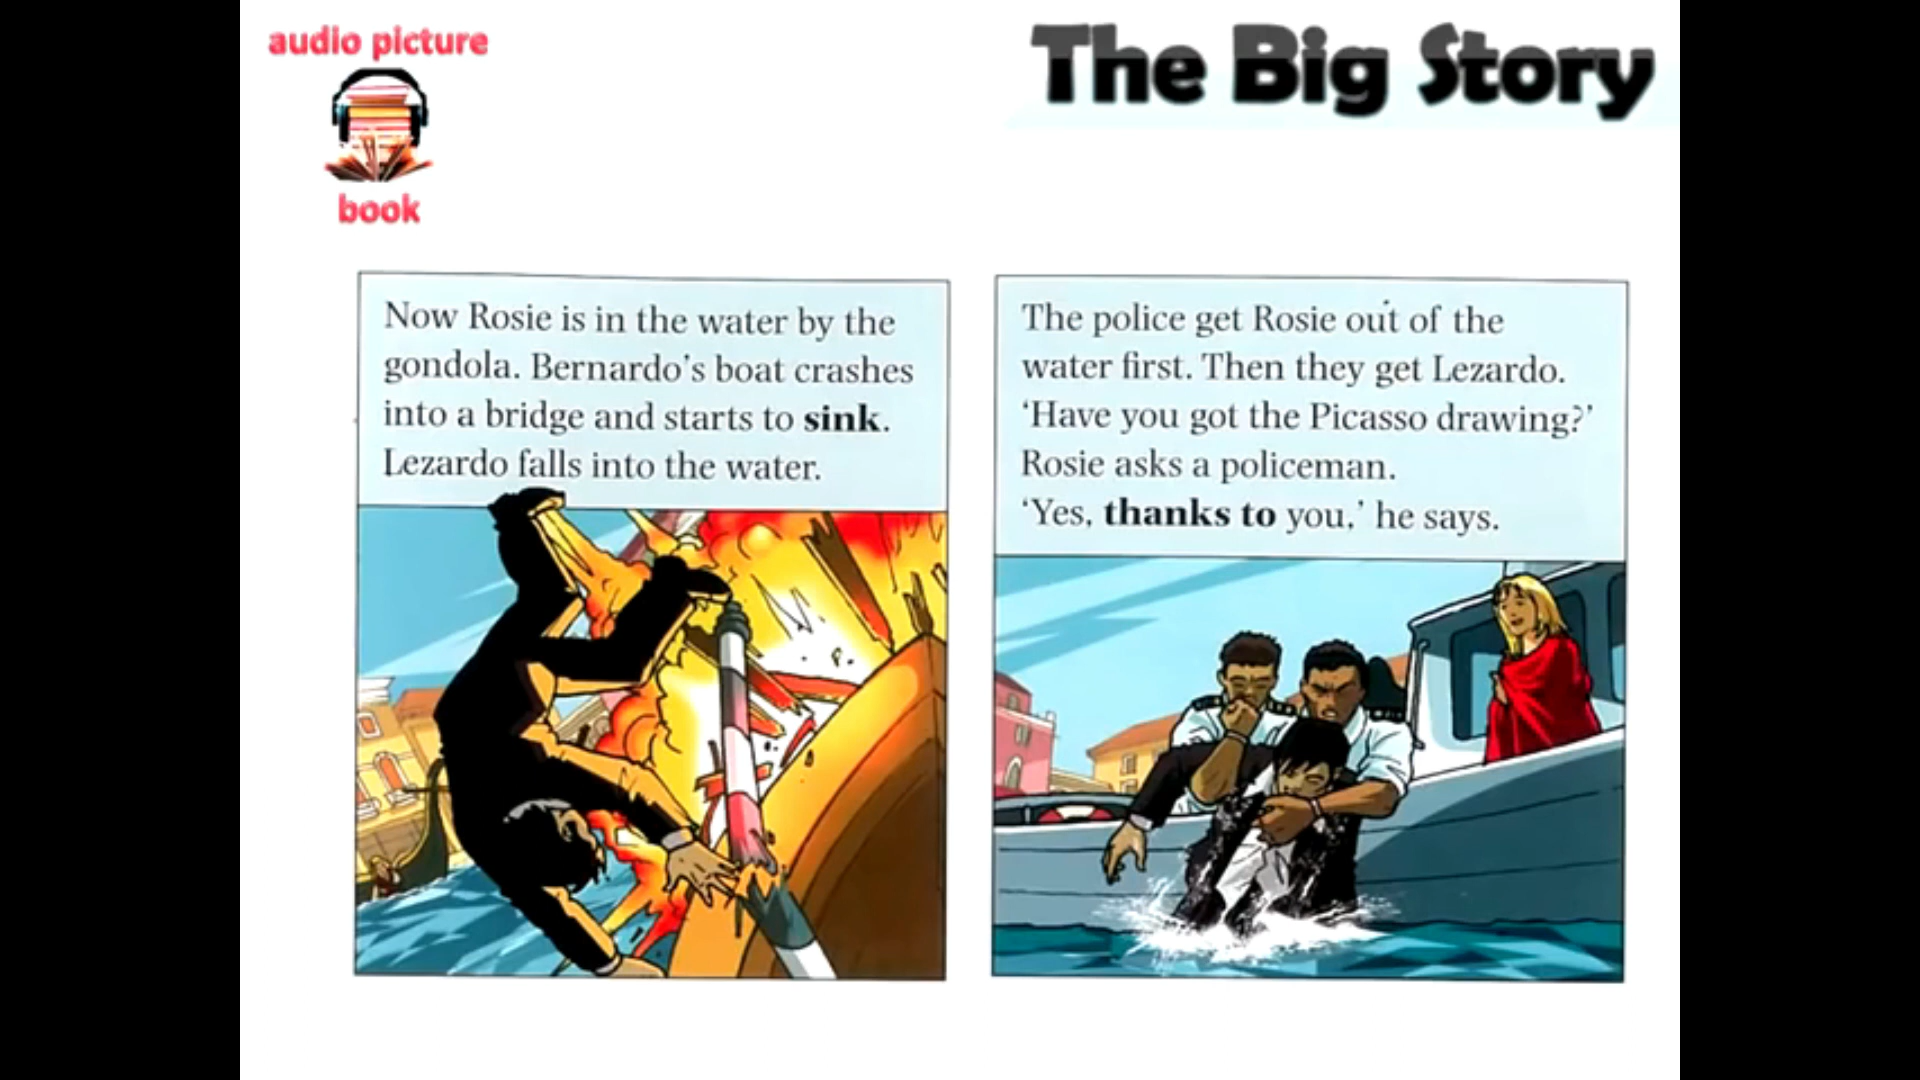 audio picture
book
The Big Story
Now Rosie is in the water by the
gondola. Bernardo's boat crashes
into a bridge and starts to sink.
Lezardo falls into the water.
The police get Rosie out of the
water first. Then they get Lezardo.
‘Have you got the Picasso drawing?’
Rosie asks a policeman.
‘Yes, thanks to you,’ he says.